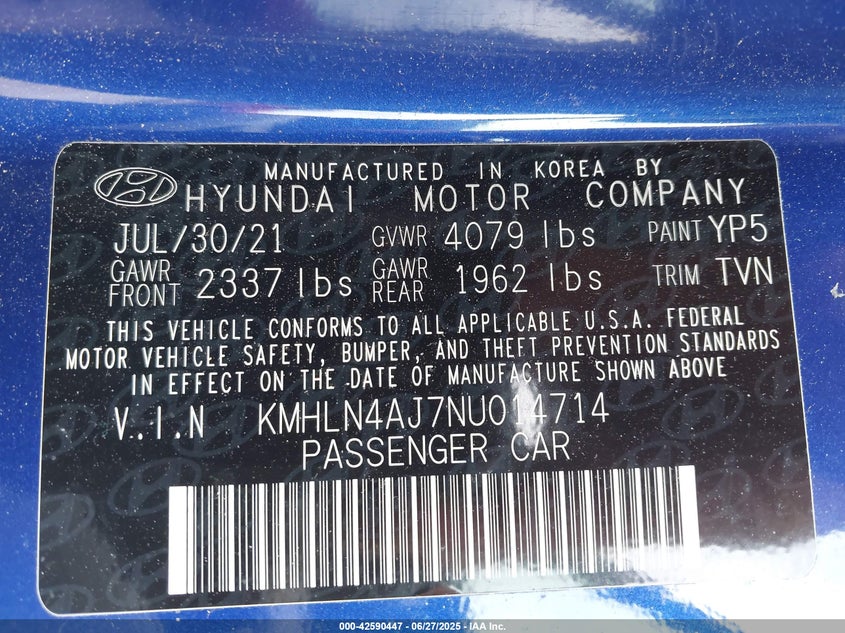 MANUFACTURED IN KOREA BY
HYUNDAI MOTOR COMPANY
JUL/30/21 GVWR 4079 lbs PAINT YP5
GAWR FRONT 2337 lbs GAWR REAR 1962 lbs TRIM TVN
THIS VEHICLE CONFORMS TO ALL APPLICABLE U.S.A. FEDERAL
MOTOR VEHICLE SAFETY, BUMPER, AND THEFT PREVENTION STANDARDS
IN EFFECT ON THE DATE OF MANUFACTURE SHOWN ABOVE
V.I.N KMHLN4AJ7NU014714
PASSENGER CAR
000-42590447 - 06/27/2025 - IAA Inc.